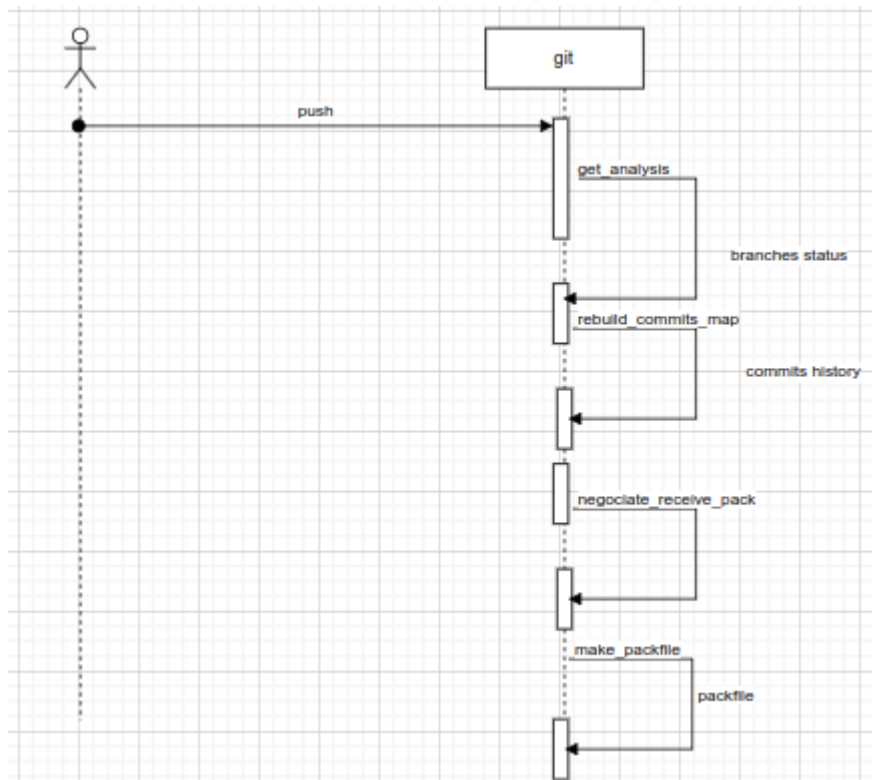 git
push
get_analysis
branches status
rebuild_commits_map
commits history
negociate_receive_pack
make_packfile
packfile